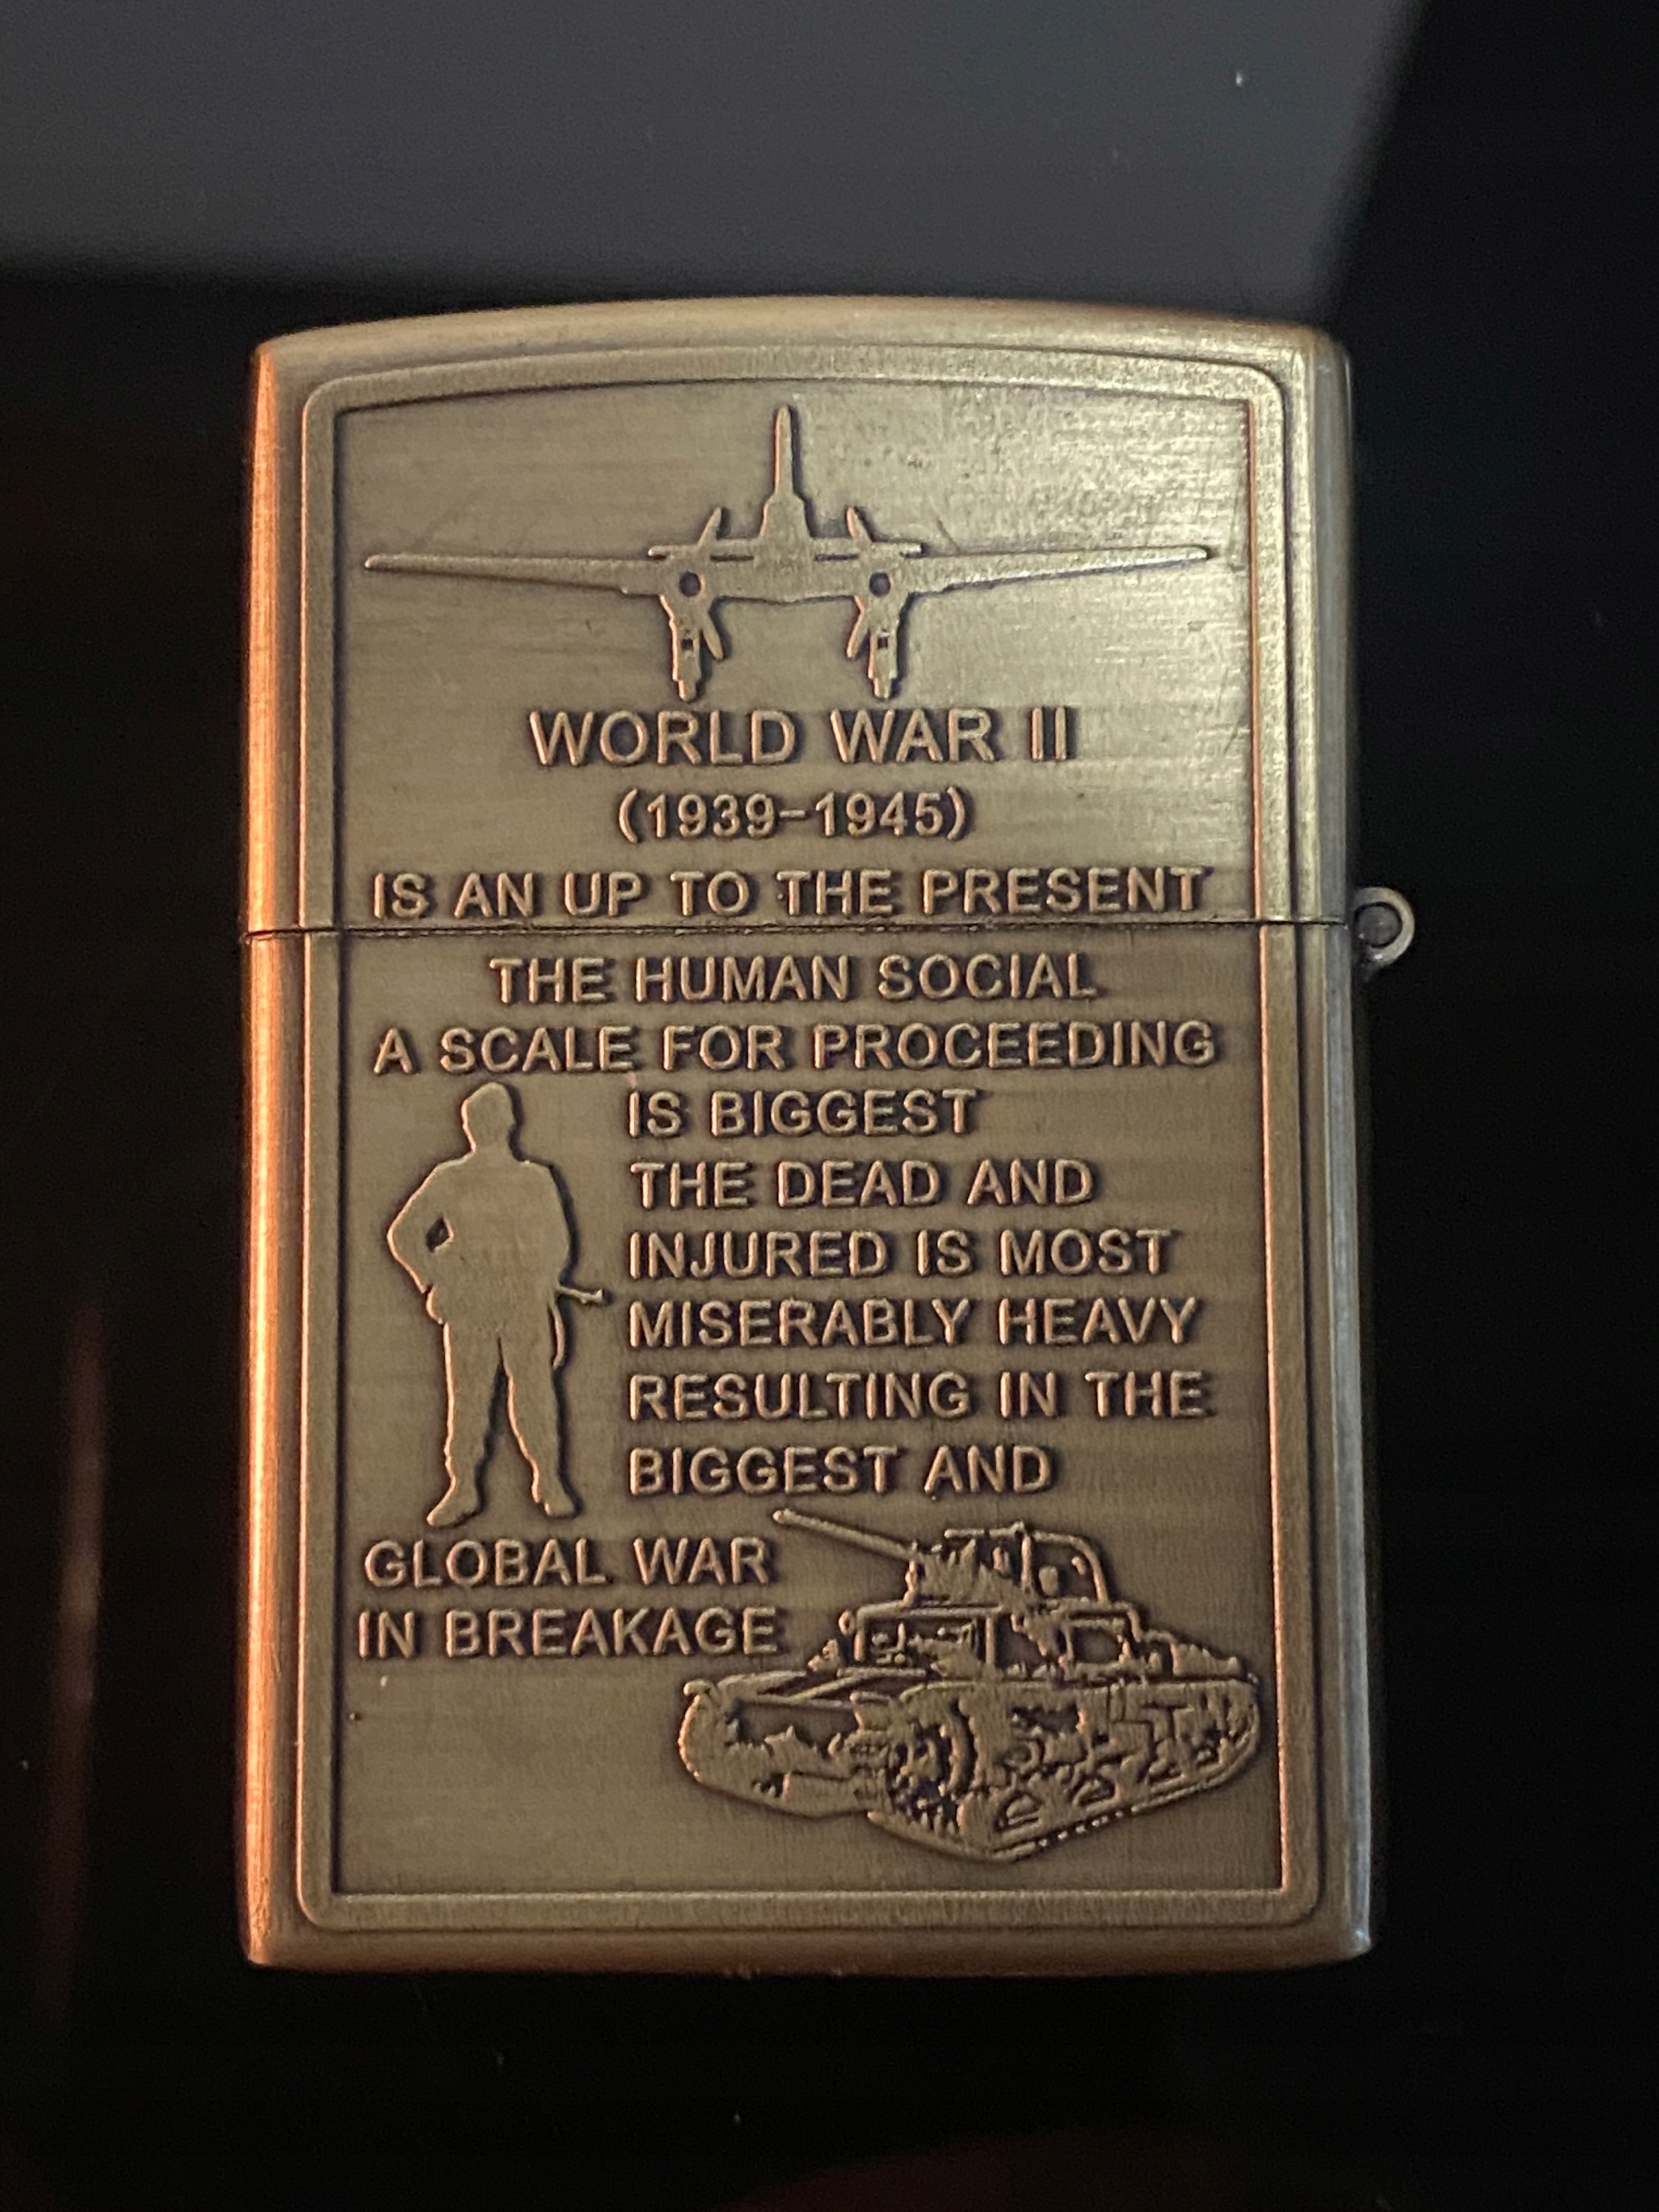 WORLD WAR II
(1939-1945)
IS AN UP TO THE PRESENT
THE HUMAN SOCIAL
A SCALE FOR PROCEEDING
IS BIGGEST
THE DEAD AND
INJURED IS MOST
MISERABLY HEAVY
RESULTING IN THE
BIGGEST AND
GLOBAL WAR
IN BREAKAGE